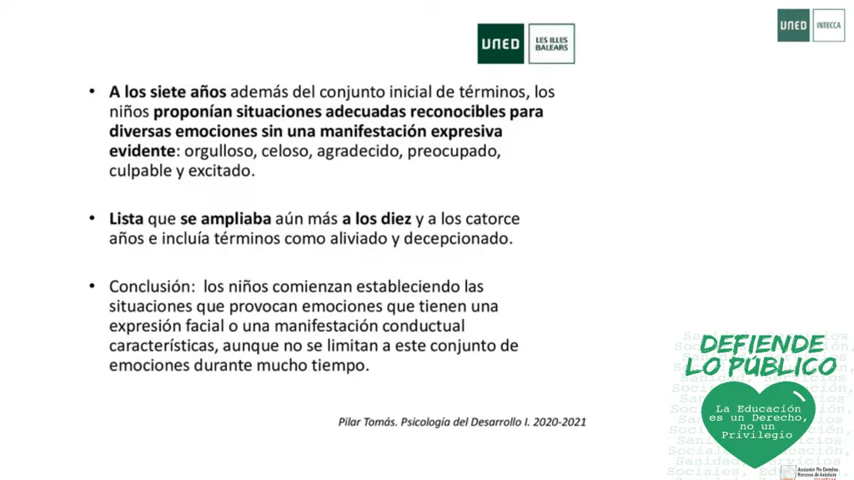 UNED
LES ILLES
BALEARS
UNED
INTECCA
• A los siete años además del conjunto inicial de términos, los
niños proponían situaciones adecuadas reconocibles para
diversas emociones sin una manifestación expresiva
evidente: orgulloso, celoso, agradecido, preocupado,
culpable y excitado.
• Lista que se ampliaba aún más a los diez y a los catorce
años e incluía términos como aliviado y decepcionado.
• Conclusión: los niños comienzan estableciendo las
situaciones que provocan emociones que tienen una
expresión facial o una manifestación conductual
características, aunque no se limitan a este conjunto de
emociones durante mucho tiempo.
Pilar Tomás. Psicología del Desarrollo I. 2020-2021
DEFIENDE
LO PÚBLICO
La Educación
es un Derecho,
no un
Privilegio